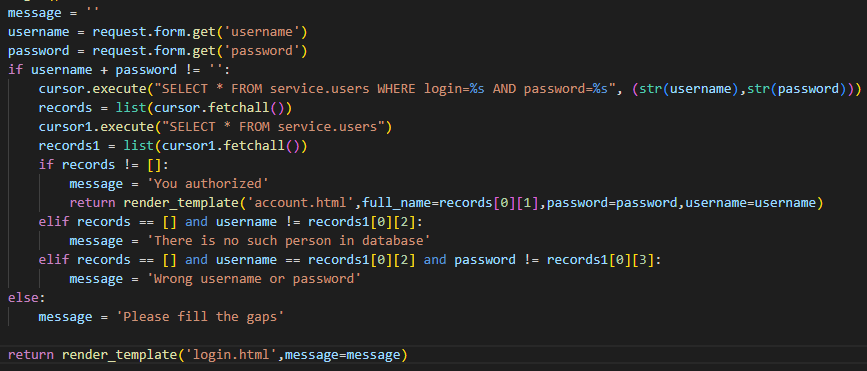 message = ''
username = request.form.get('username')
password = request.form.get('password')
if username + password != '':
    cursor.execute("SELECT * FROM service.users WHERE login=%s AND password=%s", (str(username),str(password)))
    records = list(cursor.fetchall())
    cursor1.execute("SELECT * FROM service.users")
    records1 = list(cursor1.fetchall())
    if records != []:
        message = 'You authorized'
        return render_template('account.html',full_name=records[0][1],password=password,username=username)
    elif records == [] and username != records1[0][2]:
        message = 'There is no such person in database'
    elif records == [] and username == records1[0][2] and password != records1[0][3]:
        message = 'Wrong username or password'
else:
    message = 'Please fill the gaps'

return render_template('login.html',message=message)